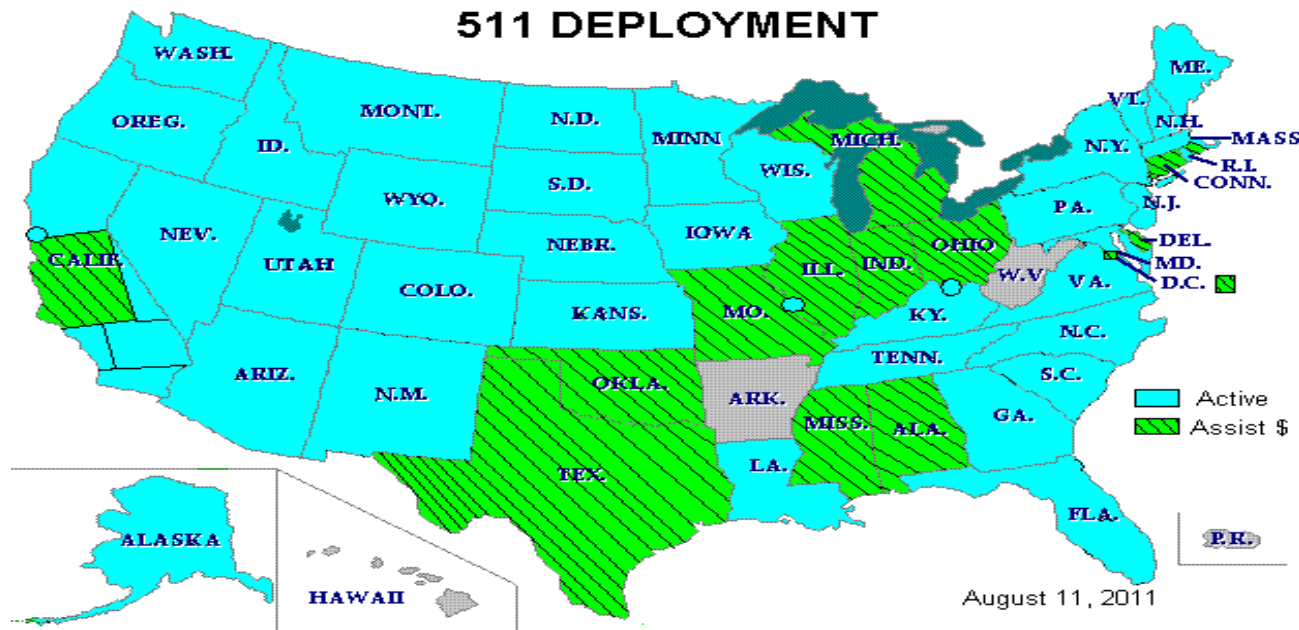 511 DEPLOYMENT
WASH.
MONT.
N.D.
MINN
ME.
VT.
N.H.
MASS
OREG.
ID.
MICH.
N.Y.
R.I.
CONN.
S.D.
WIS.
WYO.
PA.
N.J.
NEV.
NEBR.
IOWA
OHIO
DEL.
CALIF.
UTAH
ILL.
IND.
W.V
MD.
VA.
D.C.
COLO.
KANS.
MO.
KY.
N.C.
ARIZ.
N.M.
OKLA.
TENN.
S.C.
ARK.
Active
MISS.
ALA.
GA.
Assist $
TEX.
LA.
FLA.
ALASKA
P.R.
HAWAII
August 11, 2011